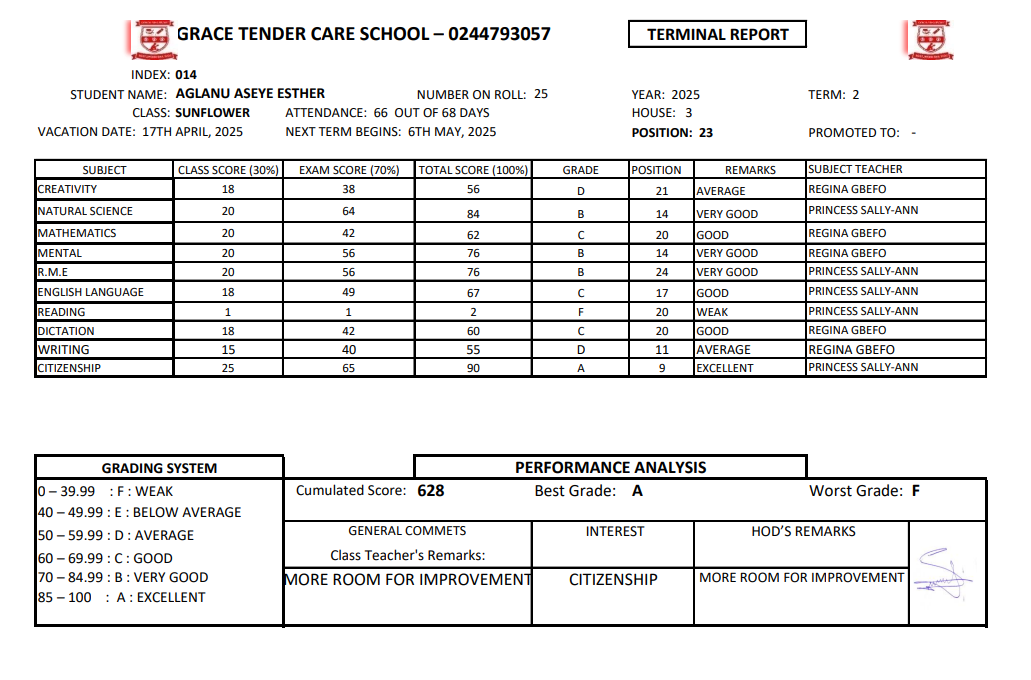 GRACE TENDER CARE SCHOOL – 0244793057
TERMINAL REPORT
INDEX: 014
STUDENT NAME: AGLANU ASEYE ESTHER NUMBER ON ROLL: 25 YEAR: 2025 TERM: 2
CLASS: SUNFLOWER ATTENDANCE: 66 OUT OF 68 DAYS HOUSE: 3
VACATION DATE: 17TH APRIL, 2025 NEXT TERM BEGINS: 6TH MAY, 2025 POSITION: 23 PROMOTED TO: -
SUBJECT CLASS SCORE (30%) EXAM SCORE (70%) TOTAL SCORE (100%) GRADE POSITION REMARKS SUBJECT TEACHER
CREATIVITY 18 38 56 D 21 AVERAGE REGINA GBEFO
NATURAL SCIENCE 20 64 84 B 14 VERY GOOD PRINCESS SALLY-ANN
MATHEMATICS 20 42 62 C 20 GOOD REGINA GBEFO
MENTAL 20 56 76 B 14 VERY GOOD REGINA GBEFO
R.M.E 20 56 76 B 24 VERY GOOD PRINCESS SALLY-ANN
ENGLISH LANGUAGE 18 49 67 C 17 GOOD PRINCESS SALLY-ANN
READING 1 1 2 F 20 WEAK PRINCESS SALLY-ANN
DICTATION 18 42 60 C 20 GOOD REGINA GBEFO
WRITING 15 40 55 D 11 AVERAGE REGINA GBEFO
CITIZENSHIP 25 65 90 A 9 EXCELLENT PRINCESS SALLY-ANN
GRADING SYSTEM
0 – 39.99 : F : WEAK
40 – 49.99 : E : BELOW AVERAGE
50 – 59.99 : D : AVERAGE
60 – 69.99 : C : GOOD
70 – 84.99 : B : VERY GOOD
85 – 100 : A : EXCELLENT
PERFORMANCE ANALYSIS
Cumulated Score: 628 Best Grade: A Worst Grade: F
GENERAL COMMETS INTEREST HOD’S REMARKS
Class Teacher's Remarks:
MORE ROOM FOR IMPROVEMENT CITIZENSHIP MORE ROOM FOR IMPROVEMENT